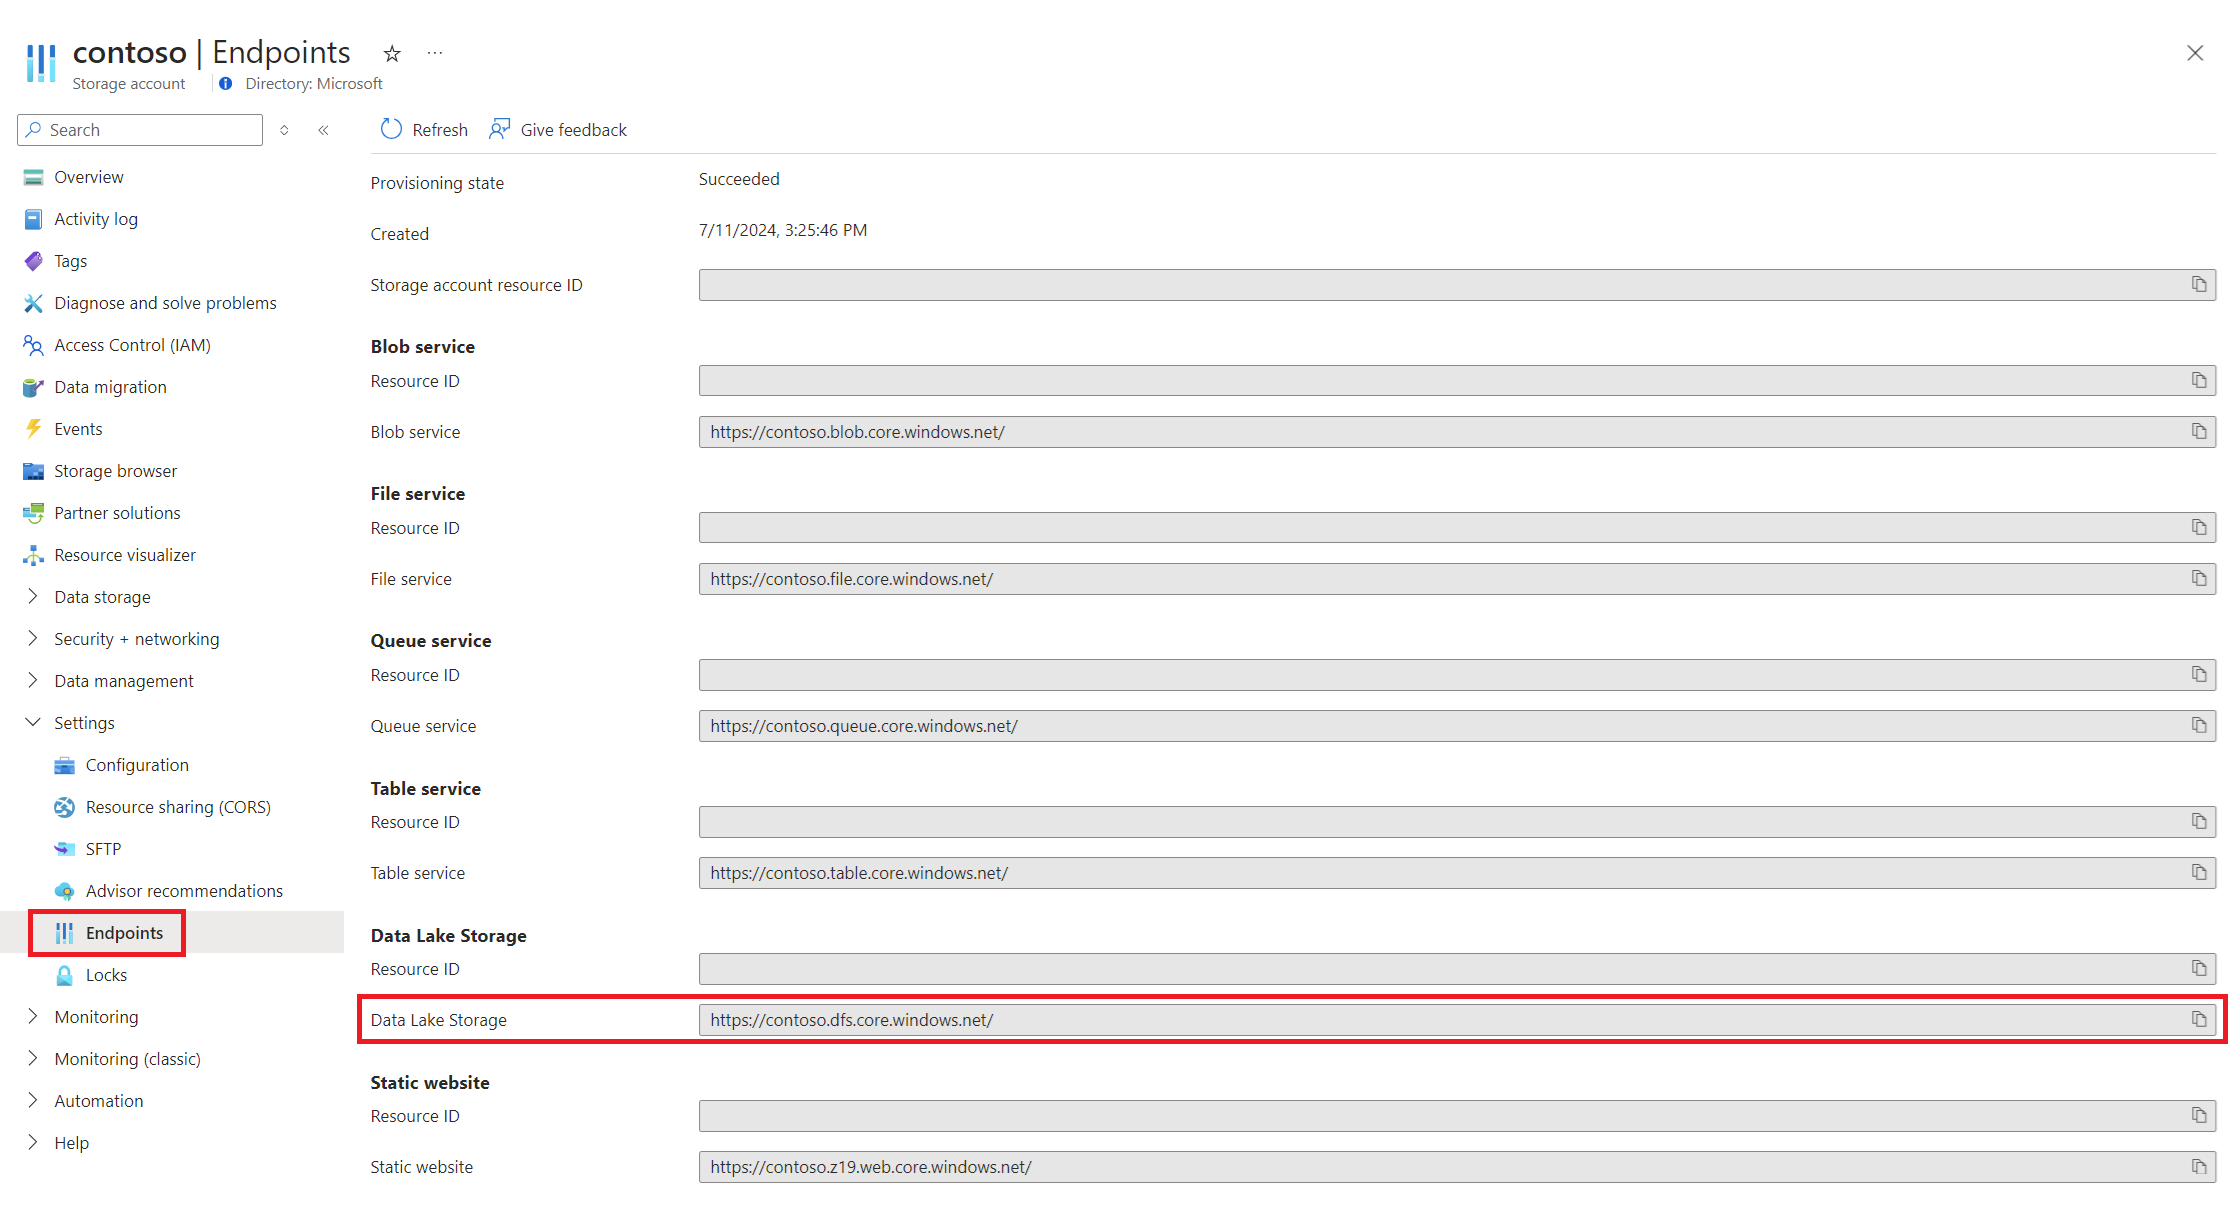 contoso | Endpoints
Storage account
Directory: Microsoft
Search
Refresh
Give feedback
Overview
Activity log
Tags
Diagnose and solve problems
Access Control (IAM)
Data migration
Events
Storage browser
Partner solutions
Resource visualizer
Data storage
Security + networking
Data management
Settings
Configuration
Resource sharing (CORS)
SFTP
Advisor recommendations
Endpoints
Locks
Monitoring
Monitoring (classic)
Automation
Help
Provisioning state Succeeded
Created 7/11/2024, 3:25:46 PM
Storage account resource ID
Blob service
Resource ID
Blob service https://contoso.blob.core.windows.net/
File service
Resource ID
File service https://contoso.file.core.windows.net/
Queue service
Resource ID
Queue service https://contoso.queue.core.windows.net/
Table service
Resource ID
Table service https://contoso.table.core.windows.net/
Data Lake Storage
Resource ID
Data Lake Storage https://contoso.dfs.core.windows.net/
Static website
Resource ID
Static website https://contoso.z19.web.core.windows.net/